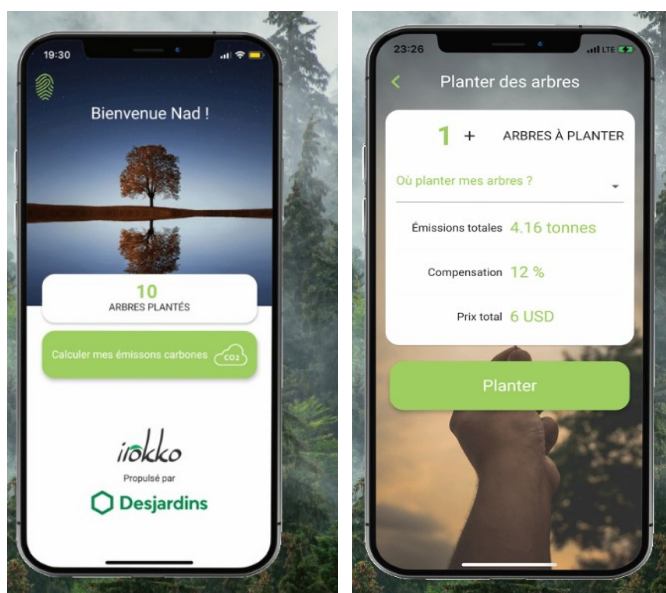 19:30
Bienvenue Nad !
10
ARBRES PLANTÉS
Calculer mes émissons carbones CO2
irokko
Propulsé par
Desjardins
23:26 LTE
Planter des arbres
1 + ARBRES À PLANTER
Où planter mes arbres ?
Émissions totales 4.16 tonnes
Compensation 12 %
Prix total 6 USD
Planter